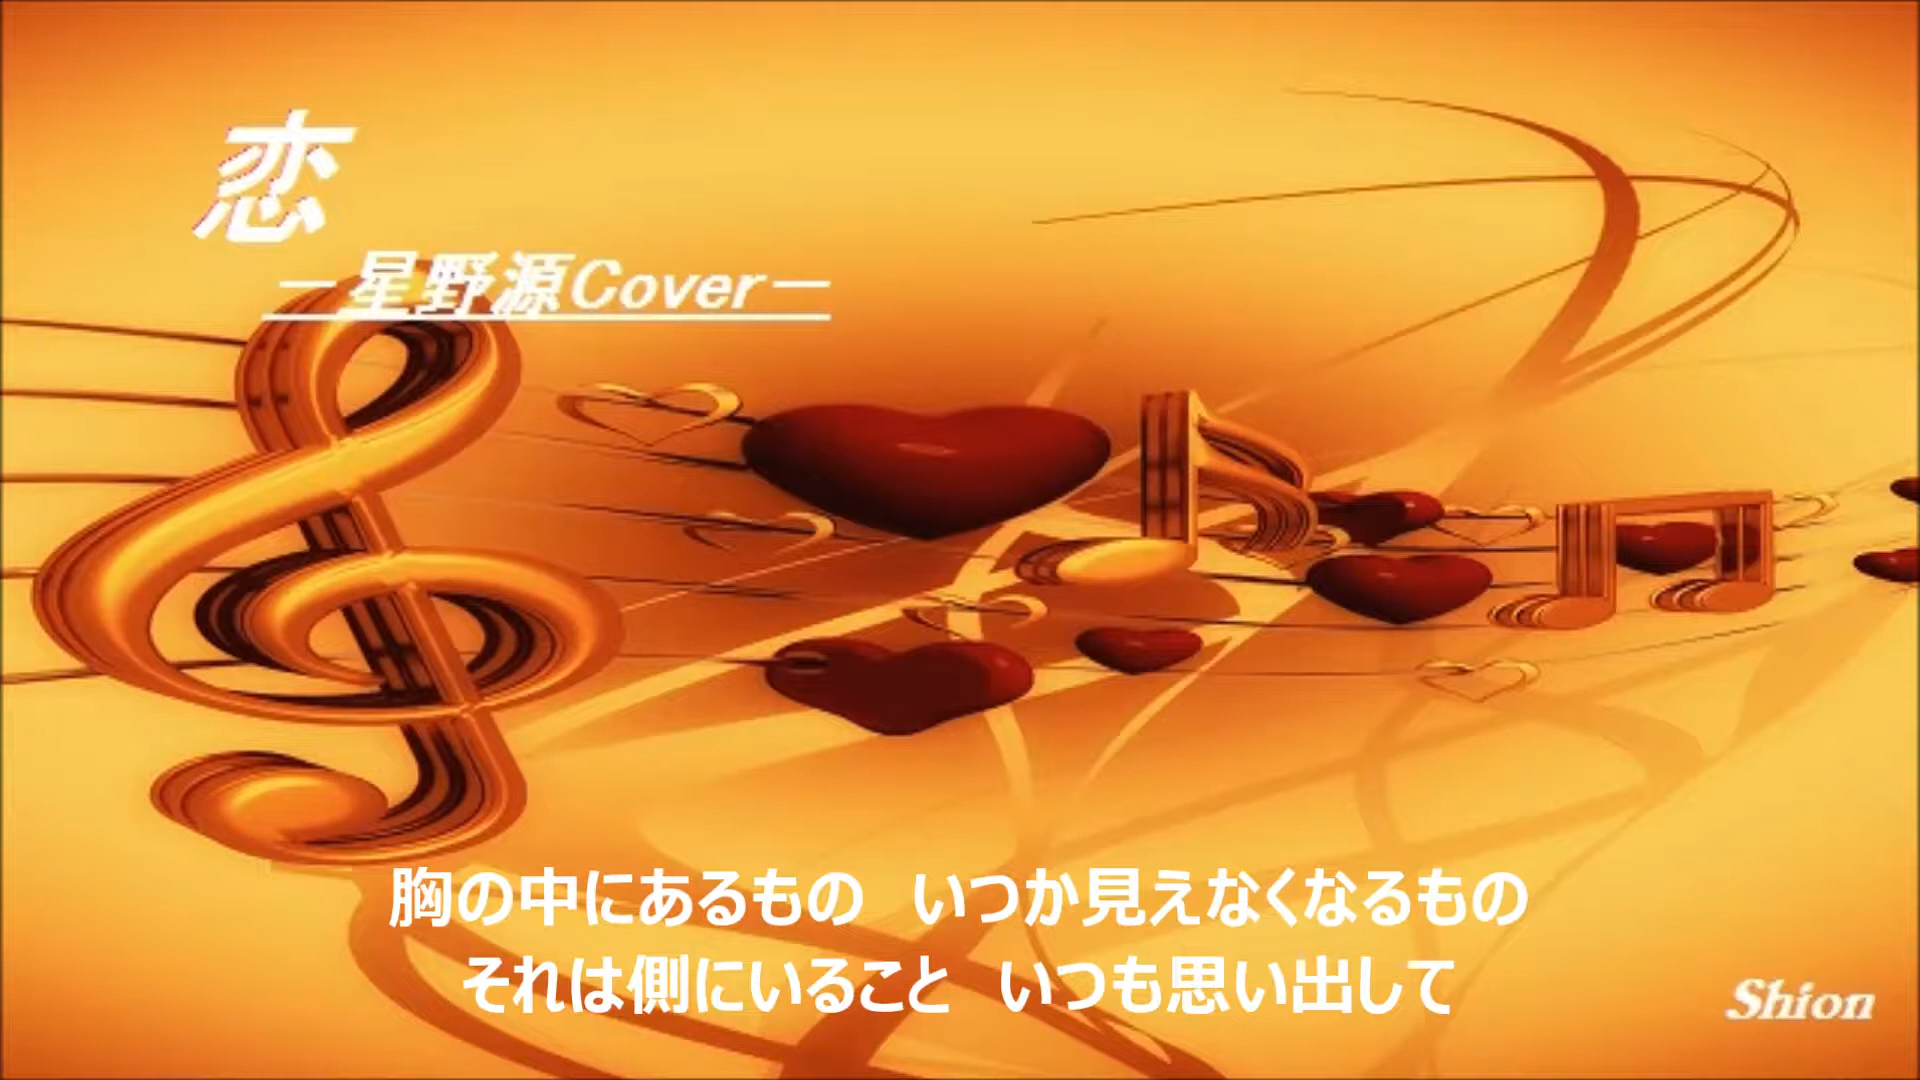 恋
－星野源Cover－
胸の中にあるもの　いつか見えなくなるもの
それは側にいること　いつも思い出して
Shion